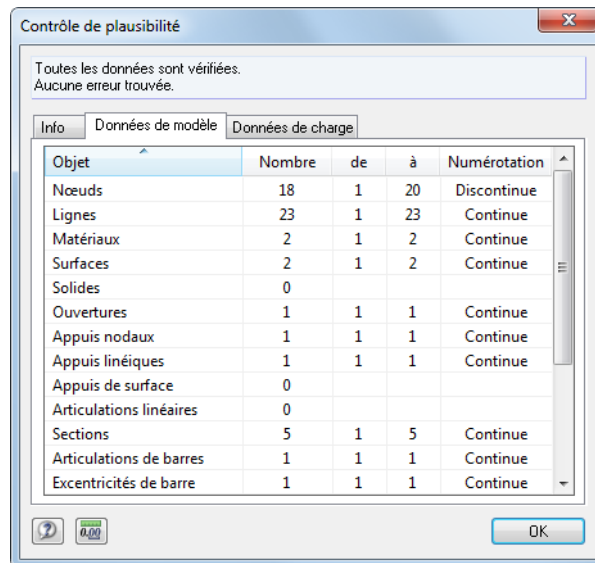 Contrôle de plausibilité
Toutes les données sont vérifiées.
Aucune erreur trouvée.
Info Données de modèle Données de charge
Objet Nombre de à Numérotation
Nœuds 18 1 20 Discontinue
Lignes 23 1 23 Continue
Matériaux 2 1 2 Continue
Surfaces 2 1 2 Continue
Solides 0
Ouvertures 1 1 1 Continue
Appuis nodaux 1 1 1 Continue
Appuis linéiques 1 1 1 Continue
Appuis de surface 0
Articulations linéaires 0
Sections 5 1 5 Continue
Articulations de barres 1 1 1 Continue
Excentricités de barre 1 1 1 Continue
0.00 OK